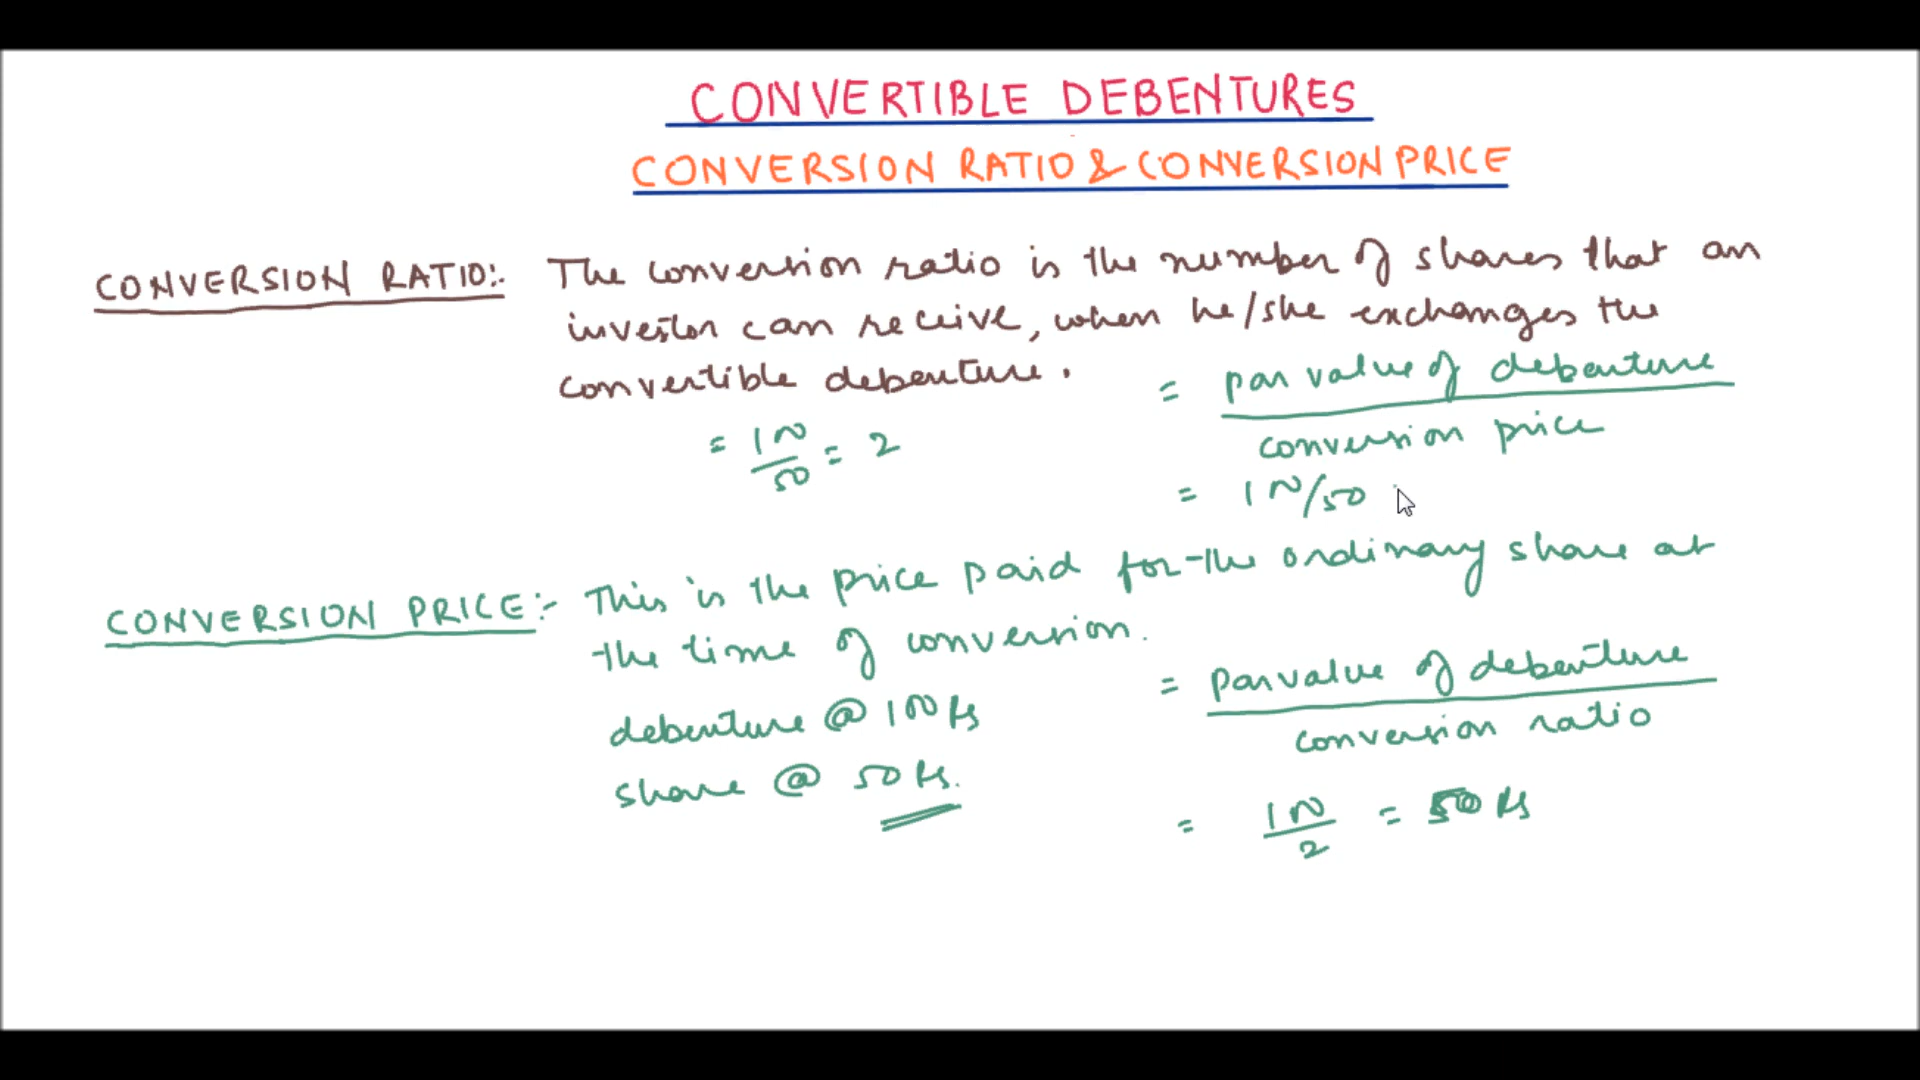 CONVERTIBLE DEBENTURES
CONVERSION RATIO & CONVERSION PRICE
CONVERSION RATIO:- The conversion ratio is the number of shares that an
investor can receive, when he/she exchanges the
convertible debenture.
= par value of debenture / conversion price
= 100/50 = 2
= 100/50
CONVERSION PRICE:- This is the price paid for the ordinary share at
the time of conversion.
= Par value of debenture / conversion ratio
debenture @ 100 Rs
share @ 50 Rs.
= 100/2 = 50 Rs